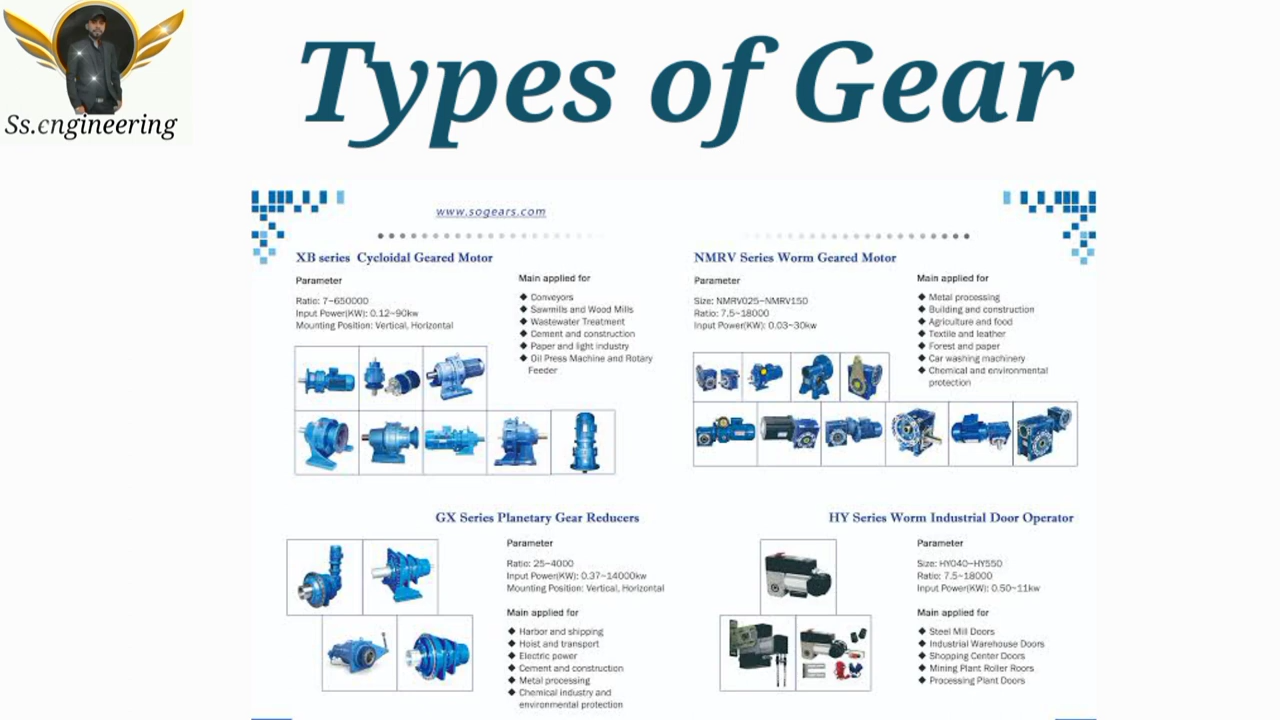 Ss.engineering
Types of Gear
www.sogears.com
XB series Cycloidal Geared Motor
Parameter
Ratio: 7~650000
Input Power(KW): 0.12~90kw
Mounting Position: Vertical, Horizontal
Main applied for
◆ Conveyors
◆ Sawmills and Wood Mills
◆ Wastewater Treatment
◆ Cement and construction
◆ Paper and light industry
◆ Oil Press Machine and Rotary
Feeder
NMRV Series Worm Geared Motor
Parameter
Size: NMRV025~NMRV150
Ratio: 7.5~18000
Input Power(KW): 0.03~30kw
Main applied for
◆ Metal processing
◆ Building and construction
◆ Agriculture and food
◆ Textile and leather
◆ Forest and paper
◆ Car washing machinery
◆ Chemical and environmental
protection
GX Series Planetary Gear Reducers
Parameter
Ratio: 25~4000
Input Power(KW): 0.37~14000kw
Mounting Position: Vertical, Horizontal
Main applied for
◆ Harbor and shipping
◆ Hoist and transport
◆ Electric power
◆ Cement and construction
◆ Metal processing
◆ Chemical industry and
environmental protection
HY Series Worm Industrial Door Operator
Parameter
Size: HY040~HY550
Ratio: 7.5~18000
Input Power(KW): 0.50~11kw
Main applied for
◆ Steel Mill Doors
◆ Industrial Warehouse Doors
◆ Shopping Center Doors
◆ Mining Plant Roller Roors
◆ Processing Plant Doors